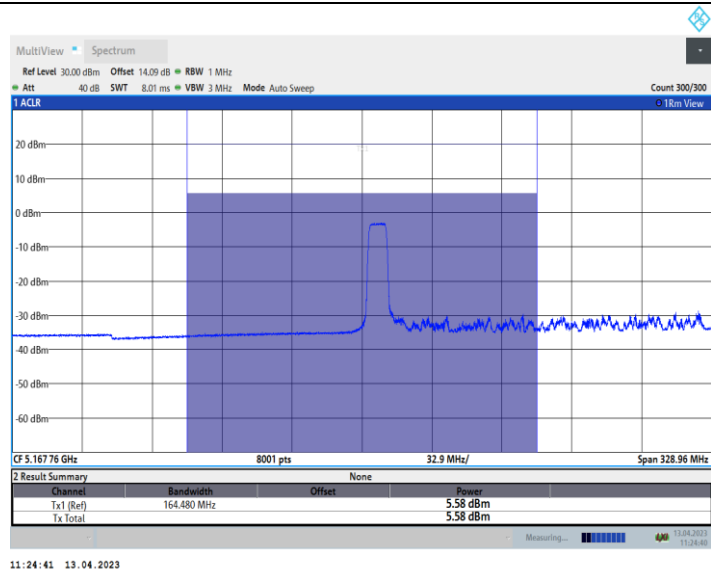 MultiView Spectrum
Ref Level 30.00 dBm Offset 14.09 dB RBW 1 MHz
Att 40 dB SWT 8.01 ms VBW 3 MHz Mode Auto Sweep Count 300/300
1 ACLR 1Rm View
20 dBm
10 dBm
0 dBm
-10 dBm
-20 dBm
-30 dBm
-40 dBm
-50 dBm
-60 dBm
CF 5.167 76 GHz 8001 pts 32.9 MHz/ Span 328.96 MHz
2 Result Summary None
Channel Bandwidth Offset Power
Tx1 (Ref) 164.480 MHz 5.58 dBm
Tx Total 5.58 dBm
Measuring... 13.04.2023
11:24:40
11:24:41 13.04.2023